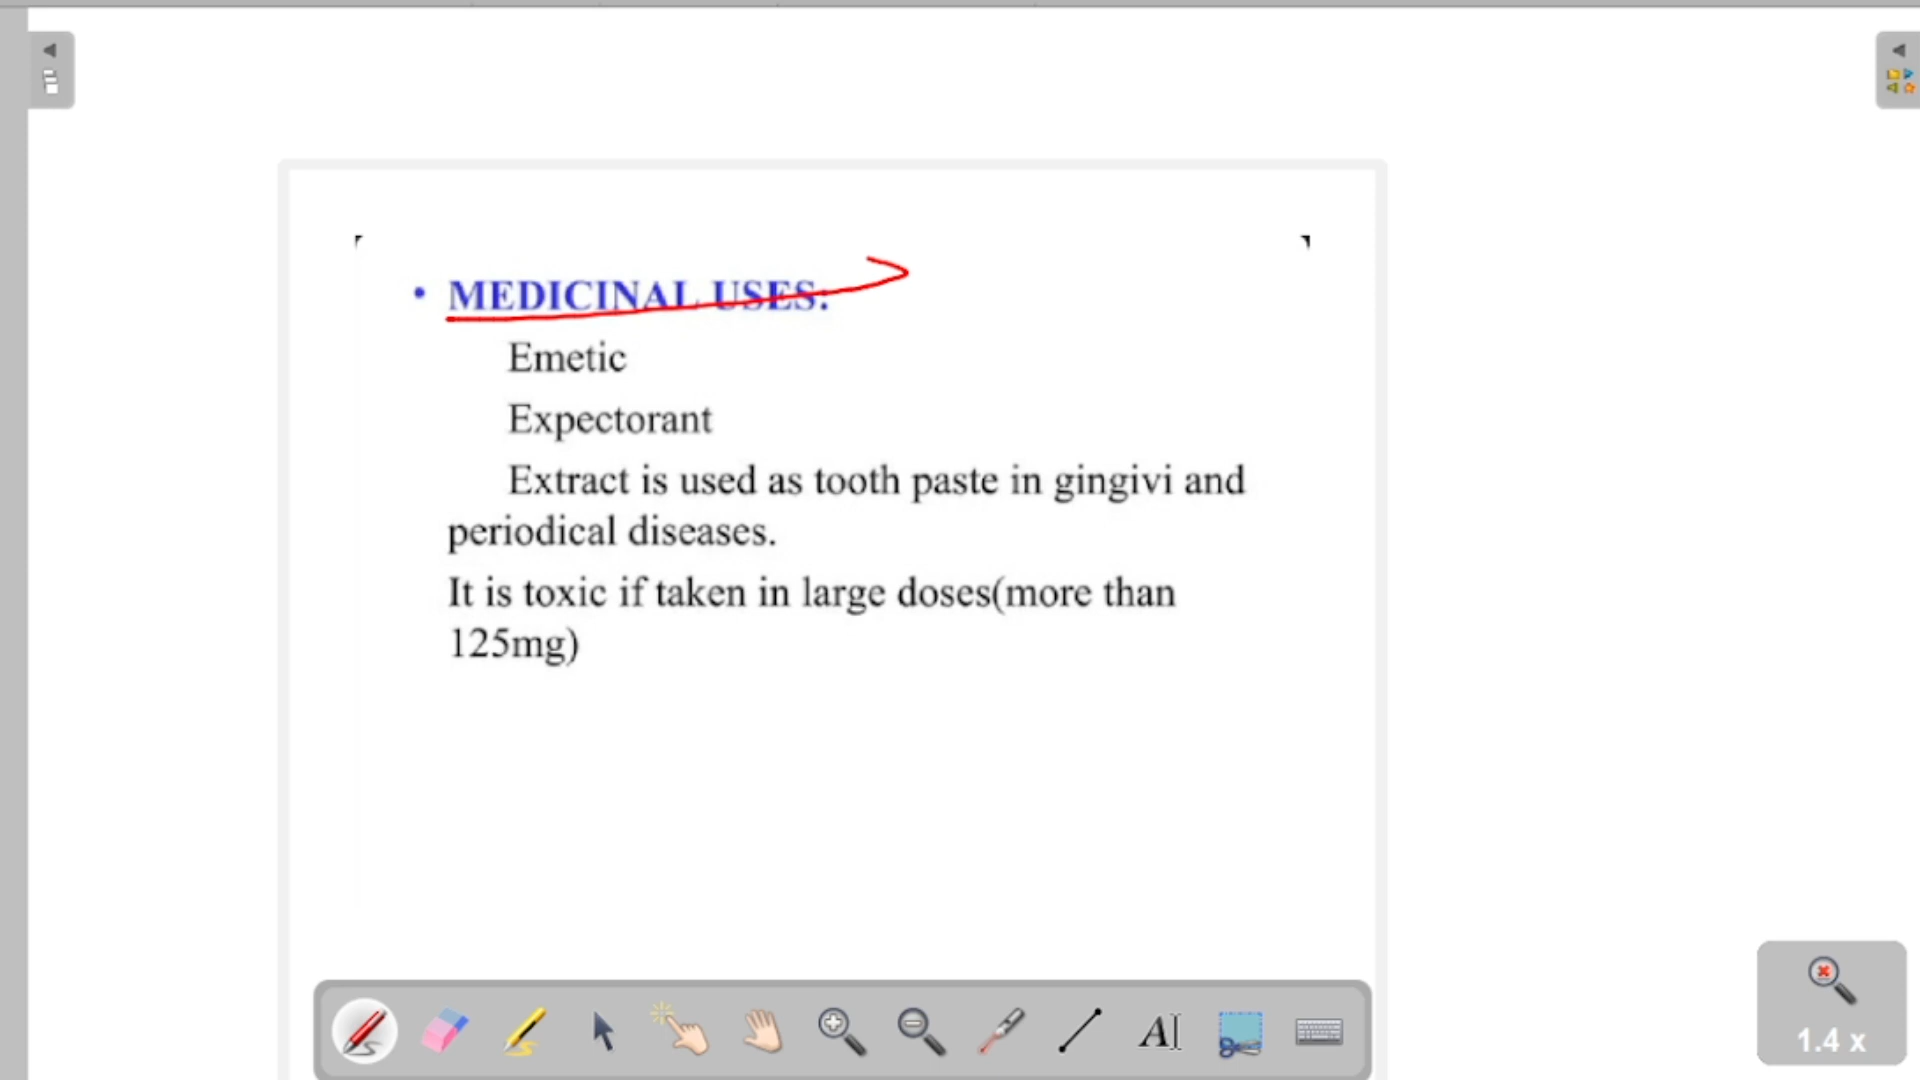 • MEDICINAL USES:
Emetic
Expectorant
Extract is used as tooth paste in gingivi and
periodical diseases.
It is toxic if taken in large doses(more than
125mg)
1.4 x